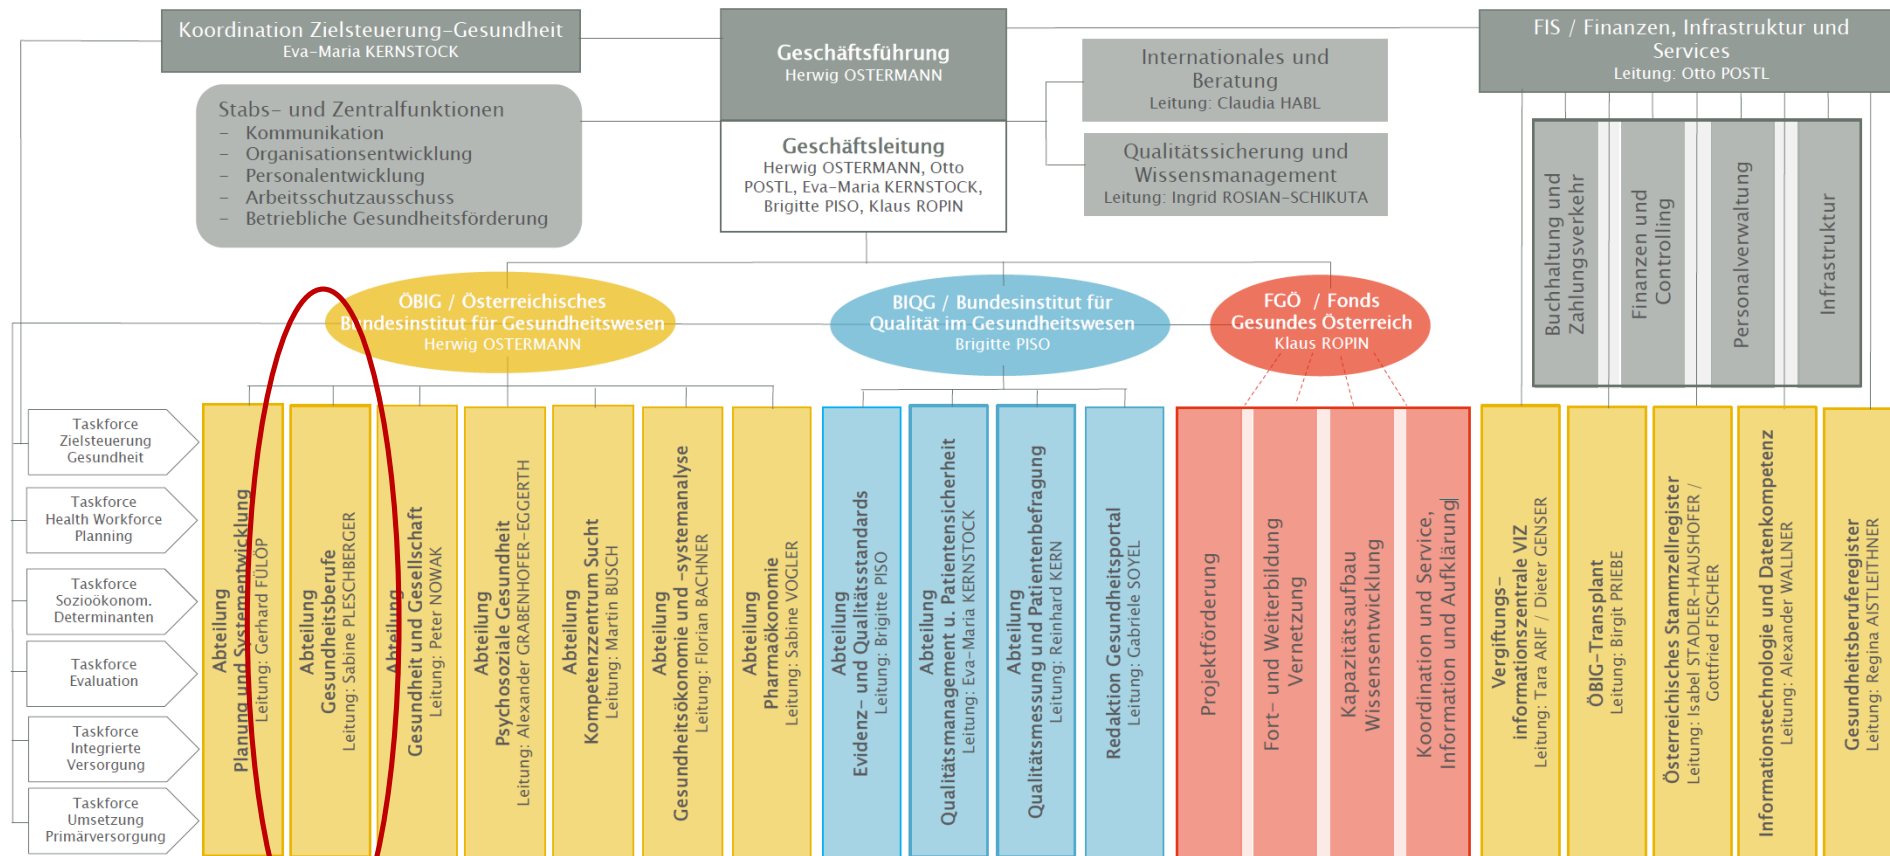 Koordination Zielsteuerung-Gesundheit
Eva-Maria KERNSTOCK
Geschäftsführung
Herwig OSTERMANN
FIS / Finanzen, Infrastruktur und
Services
Leitung: Otto POSTL
Internationales und
Beratung
Leitung: Claudia HABL
Stabs- und Zentralfunktionen
- Kommunikation
- Organisationsentwicklung
- Personalentwicklung
- Arbeitsschutzausschuss
- Betriebliche Gesundheitsförderung
Geschäftsleitung
Herwig OSTERMANN, Otto
POSTL, Eva-Maria KERNSTOCK,
Brigitte PISO, Klaus ROPIN
Qualitätssicherung und
Wissensmanagement
Leitung: Ingrid ROSIAN-SCHIKUTA
Buchhaltung und
Zahlungsverkehr
Finanzen und
Controlling
Personalverwaltung
Infrastruktur
ÖBIG / Österreichisches
Bundesinstitut für Gesundheitswesen
Herwig OSTERMANN
BIQG / Bundesinstitut für
Qualität im Gesundheitswesen
Brigitte PISO
FGÖ / Fonds
Gesundes Österreich
Klaus ROPIN
Taskforce
Zielsteuerung
Gesundheit
Taskforce
Health Workforce
Planning
Taskforce
Sozioökonom.
Determinanten
Taskforce
Evaluation
Taskforce
Integrierte
Versorgung
Taskforce
Umsetzung
Primärversorgung
Abteilung
Planung und Systementwicklung
Leitung: Gerhard FÜLÖP
Abteilung
Gesundheitsberufe
Leitung: Sabine PLESCHBERGER
Abteilung
Gesundheit und Gesellschaft
Leitung: Peter NOWAK
Abteilung
Psychosoziale Gesundheit
Leitung: Alexander GRABENHOFER-EGGERTH
Abteilung
Kompetenzzentrum Sucht
Leitung: Martin BUSCH
Abteilung
Gesundheitsökonomie und -systemanalyse
Leitung: Florian BACHNER
Abteilung
Pharmaökonomie
Leitung: Sabine VOGLER
Abteilung
Evidenz- und Qualitätsstandards
Leitung: Brigitte PISO
Abteilung
Qualitätsmanagement u. Patientensicherheit
Leitung: Eva-Maria KERNSTOCK
Abteilung
Qualitätsmessung und Patientenbefragung
Leitung: Reinhard KERN
Redaktion Gesundheitsportal
Leitung: Gabriele SOYEL
Projektförderung
Fort- und Weiterbildung
Vernetzung
Kapazitätsaufbau
Wissensentwicklung
Koordination und Service,
Information und Aufklärung
Vergiftungs-
informationszentrale VIZ
Leitung: Tara ARIF / Dieter GENSER
ÖBIG-Transplant
Leitung: Birgit PRIEBE
Österreichisches Stammzellregister
Leitung: Isabel STADLER-HAUSHOFER /
Gottfried FISCHER
Informationstechnologie und Datenkompetenz
Leitung: Alexander WALLNER
Gesundheitsberuferegister
Leitung: Regina AISTLEITHNER